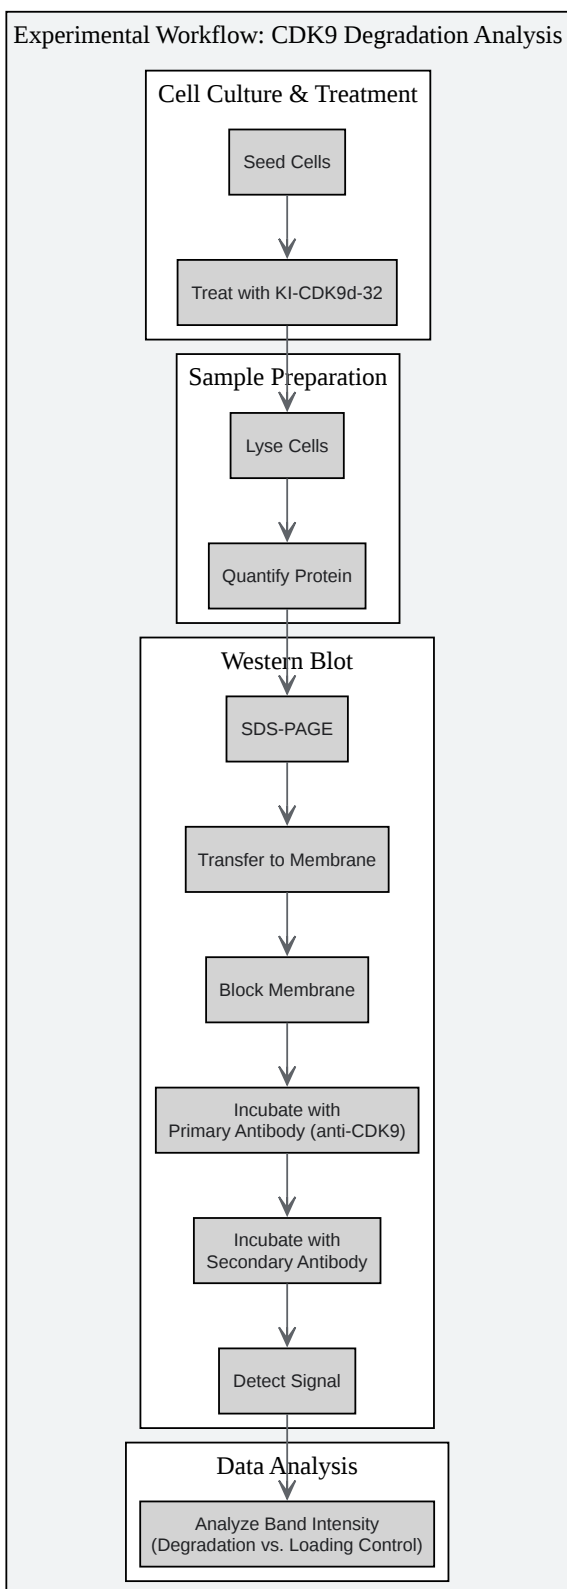 Experimental Workflow: CDK9 Degradation Analysis
Cell Culture & Treatment
Seed Cells
Treat with KI-CDK9d-32
Sample Preparation
Lyse Cells
Quantify Protein
Western Blot
SDS-PAGE
Transfer to Membrane
Block Membrane
Incubate with
Primary Antibody (anti-CDK9)
Incubate with
Secondary Antibody
Detect Signal
Data Analysis
Analyze Band Intensity
(Degradation vs. Loading Control)